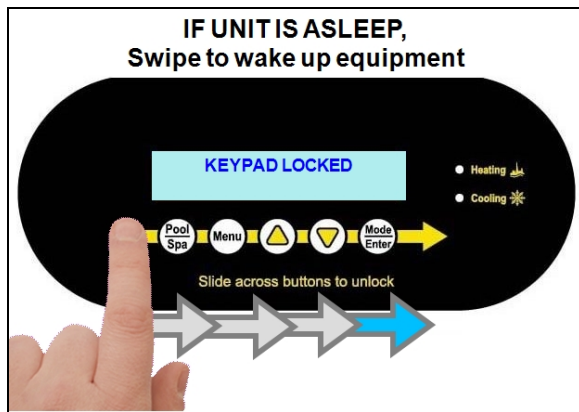 IF UNIT IS ASLEEP,
Swipe to wake up equipment
KEYPAD LOCKED
Heating
Cooling
Pool Spa Menu Mode Enter
Slide across buttons to unlock